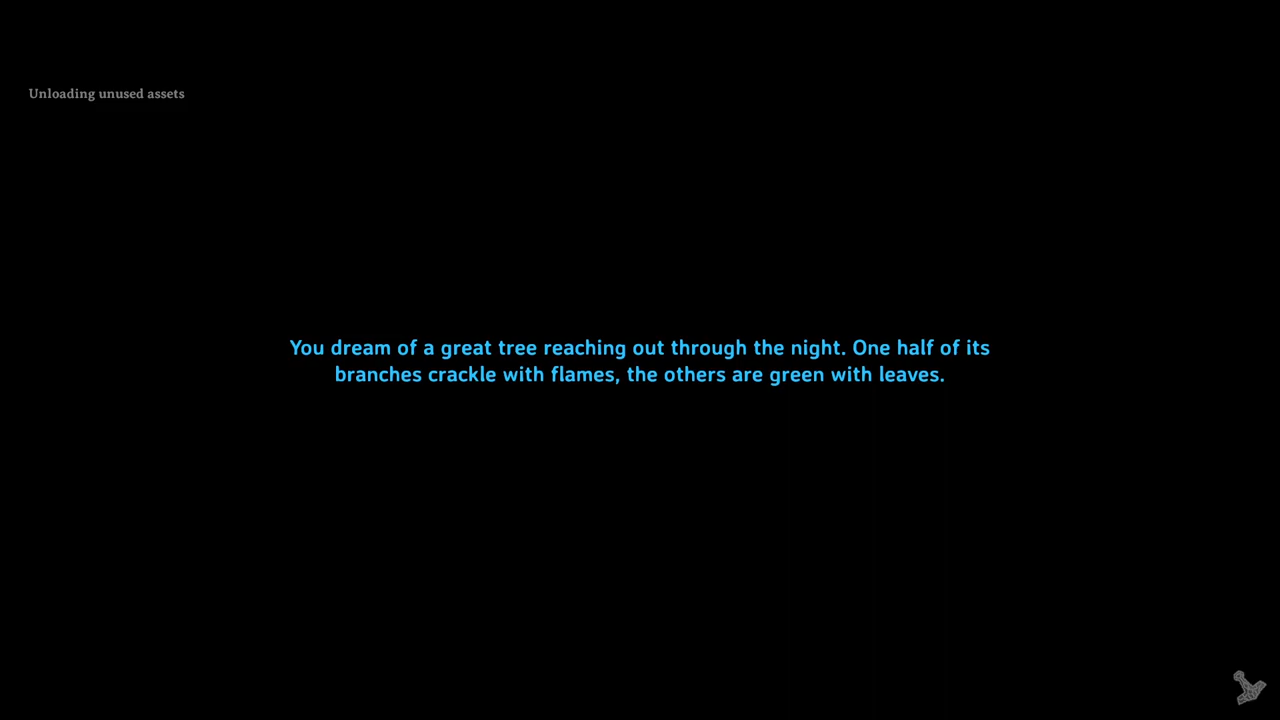 Unloading unused assets
You dream of a great tree reaching out through the night. One half of its
branches crackle with flames, the others are green with leaves.